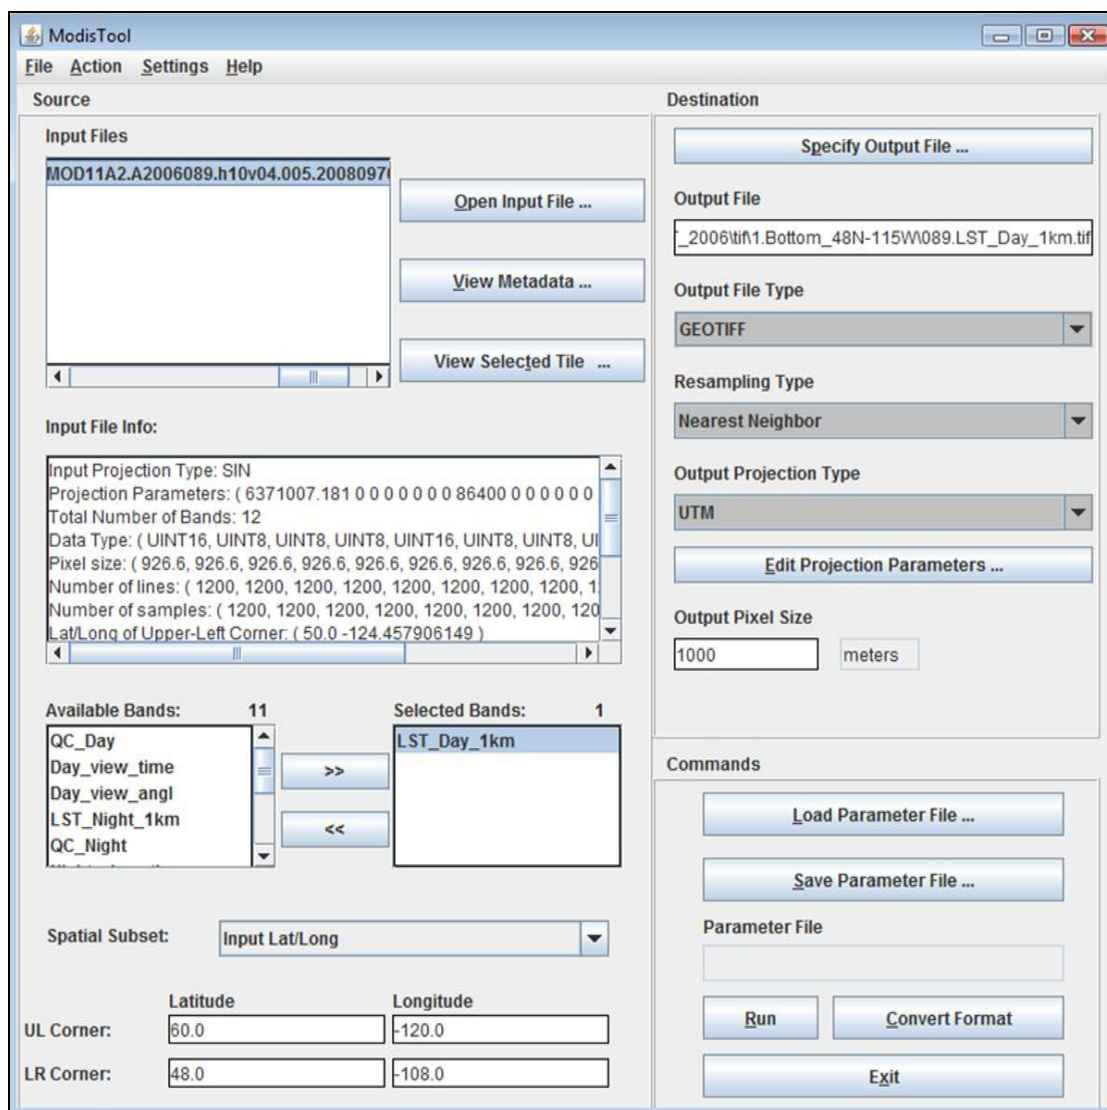 ModisTool
File Action Settings Help
Source
Input Files
MOD11A2.A2006089.h10v04.005.2008097
Open Input File ...
View Metadata ...
View Selected Tile ...
Input File Info:
Input Projection Type: SIN
Projection Parameters: ( 6371007.181 0 0 0 0 0 0 0 86400 0 0 0 0 0 0
Total Number of Bands: 12
Data Type: ( UINT16, UINT8, UINT8, UINT8, UINT16, UINT8, UINT8, UI
Pixel size: ( 926.6, 926.6, 926.6, 926.6, 926.6, 926.6, 926.6, 926.6, 926
Number of lines: ( 1200, 1200, 1200, 1200, 1200, 1200, 1200, 1200, 1
Number of samples: ( 1200, 1200, 1200, 1200, 1200, 1200, 1200, 120
Lat/Long of Upper-Left Corner: ( 50.0 -124.457906149 )
Available Bands: 11
QC_Day
Day_view_time
Day_view_angl
LST_Night_1km
QC_Night
>>
<<
Selected Bands: 1
LST_Day_1km
Spatial Subset: Input Lat/Long
Latitude Longitude
UL Corner: 60.0 -120.0
LR Corner: 48.0 -108.0
Destination
Specify Output File ...
Output File
_2006\tif\1.Bottom_48N-115W\089.LST_Day_1km.tif
Output File Type
GEOTIFF
Resampling Type
Nearest Neighbor
Output Projection Type
UTM
Edit Projection Parameters ...
Output Pixel Size
1000 meters
Commands
Load Parameter File ...
Save Parameter File ...
Parameter File
Run Convert Format
Exit